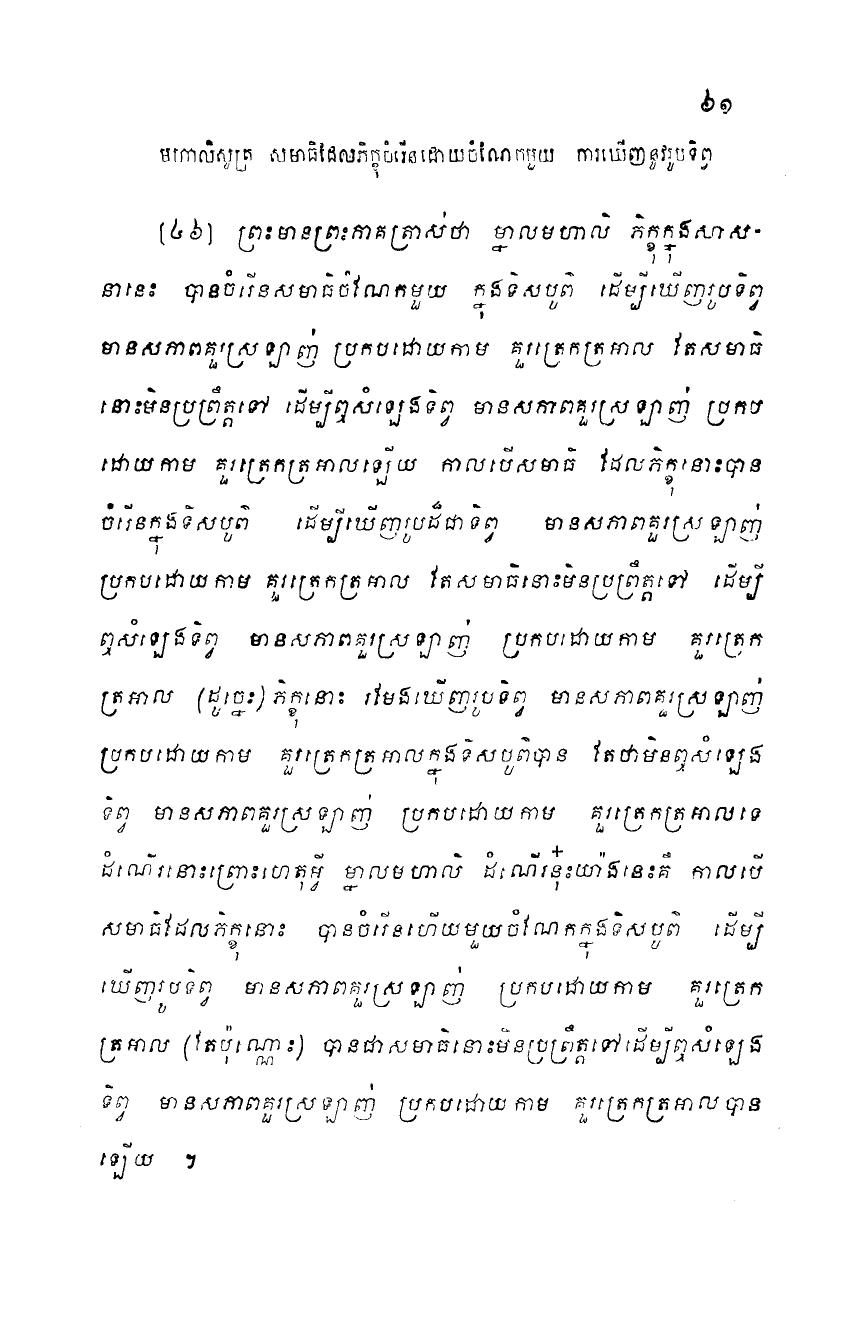 ៦១
មហាលិសូត្រ សមាធិដែលភិក្ខុចំរើនដោយចំណែកមួយ ការឃើញនូវរូបទិព្វ
[៤៦] ព្រះមានព្រះភាគត្រាស់ថា ម្នាលមហាលិ ភិក្ខុក្នុងសាស-
នានេះ បានចំរើនសមាធិចំណែកមួយ ក្នុងទិសបូពិ៍ ដើម្បីឃើញរូបទិព្វ
មានសភាពគួរស្រឡាញ់ ប្រកបដោយកាម គួរត្រេកត្រអាល តែសមាធិ
នោះមិនប្រព្រឹត្តទៅ ដើម្បីឮសំឡេងទិព្វ មានសភាពគួរស្រឡាញ់ ប្រកប
ដោយកាម គួរត្រេកត្រអាលឡើយ កាលបើសមាធិ ដែលភិក្ខុនោះបាន
ចំរើនក្នុងទិសបូពិ៍ ដើម្បីឃើញរូបដ៏ជាទិព្វ មានសភាពគួរស្រឡាញ់
ប្រកបដោយកាម គួរត្រេកត្រអាល តែសមាធិនោះមិនប្រព្រឹត្តទៅ ដើម្បី
ឮសំឡេងទិព្វ មានសភាពគួរស្រឡាញ់ ប្រកបដោយកាម គួរត្រេក
ត្រអាល (ដូច្នេះ) ភិក្ខុនោះ រមែងឃើញរូបទិព្វ មានសភាពគួរស្រឡាញ់
ប្រកបដោយកាម គួរត្រេកត្រអាលក្នុងទិសបូពិ៍បាន តែថាមិនឮសំឡេង
ទិព្វ មានសភាពគួរស្រឡាញ់ ប្រកបដោយកាម គួរត្រេកត្រអាលទេ
ដំណើរនោះព្រោះហេតុអ្វី ម្នាលមហាលិ ដំណើរនុ៎ះយ៉ាងនេះគឺ កាលបើ
សមាធិដែលភិក្ខុនោះ បានចំរើនហើយមួយចំណែកក្នុងទិសបូពិ៍ ដើម្បី
ឃើញរូបទិព្វ មានសភាពគួរស្រឡាញ់ ប្រកបដោយកាម គួរត្រេក
ត្រអាល (តែប៉ុណ្ណោះ) បានជាសមាធិនោះមិនប្រព្រឹត្តទៅដើម្បីឮសំឡេង
ទិព្វ មានសភាពគួរស្រឡាញ់ ប្រកបដោយកាម គួរត្រេកត្រអាលបាន
ឡើយ ។